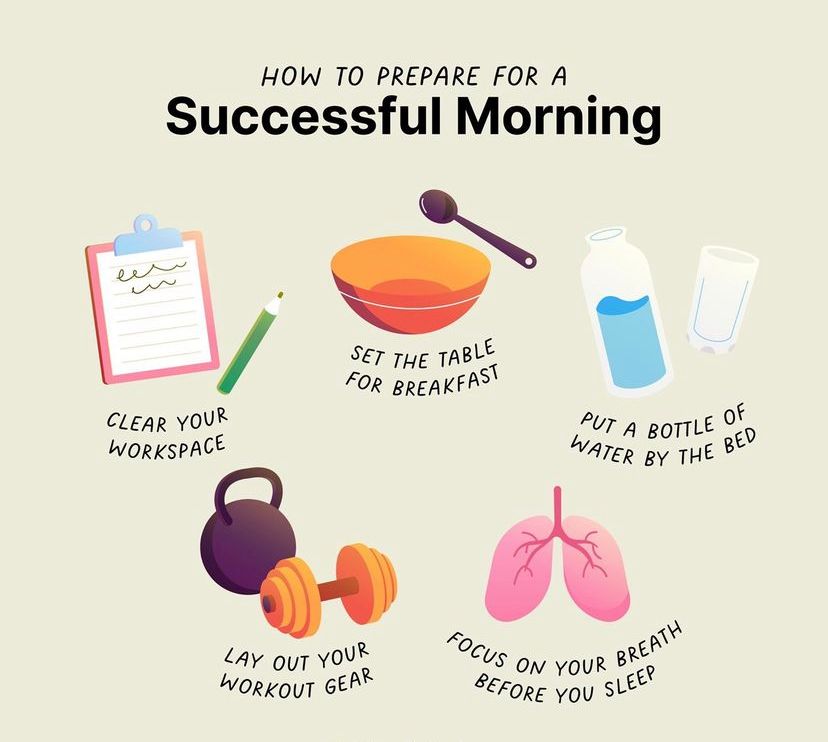 HOW TO PREPARE FOR A
Successful Morning
CLEAR YOUR
WORKSPACE
SET THE TABLE
FOR BREAKFAST
PUT A BOTTLE OF
WATER BY THE BED
LAY OUT YOUR
WORKOUT GEAR
FOCUS ON YOUR BREATH
BEFORE YOU SLEEP